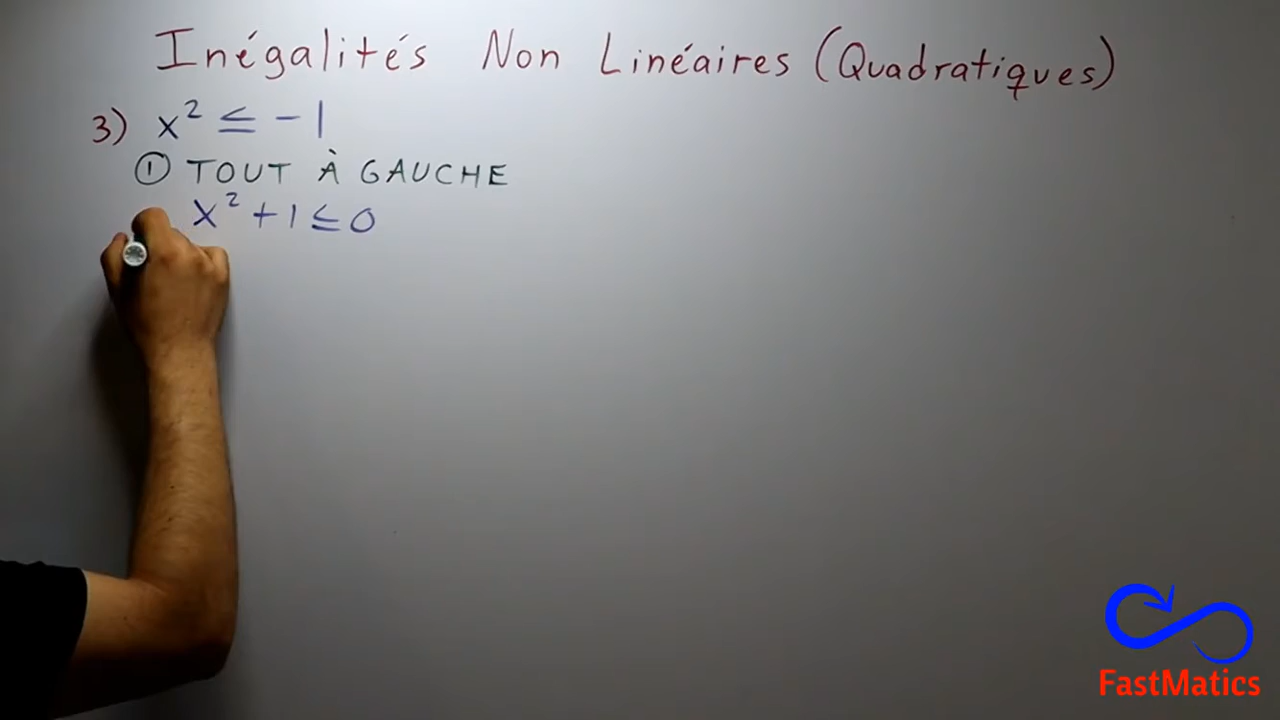 Inégalités Non Linéaires (Quadratiques)
3) x² ≤ -1
① TOUT À GAUCHE
x² + 1 ≤ 0
FastMatics